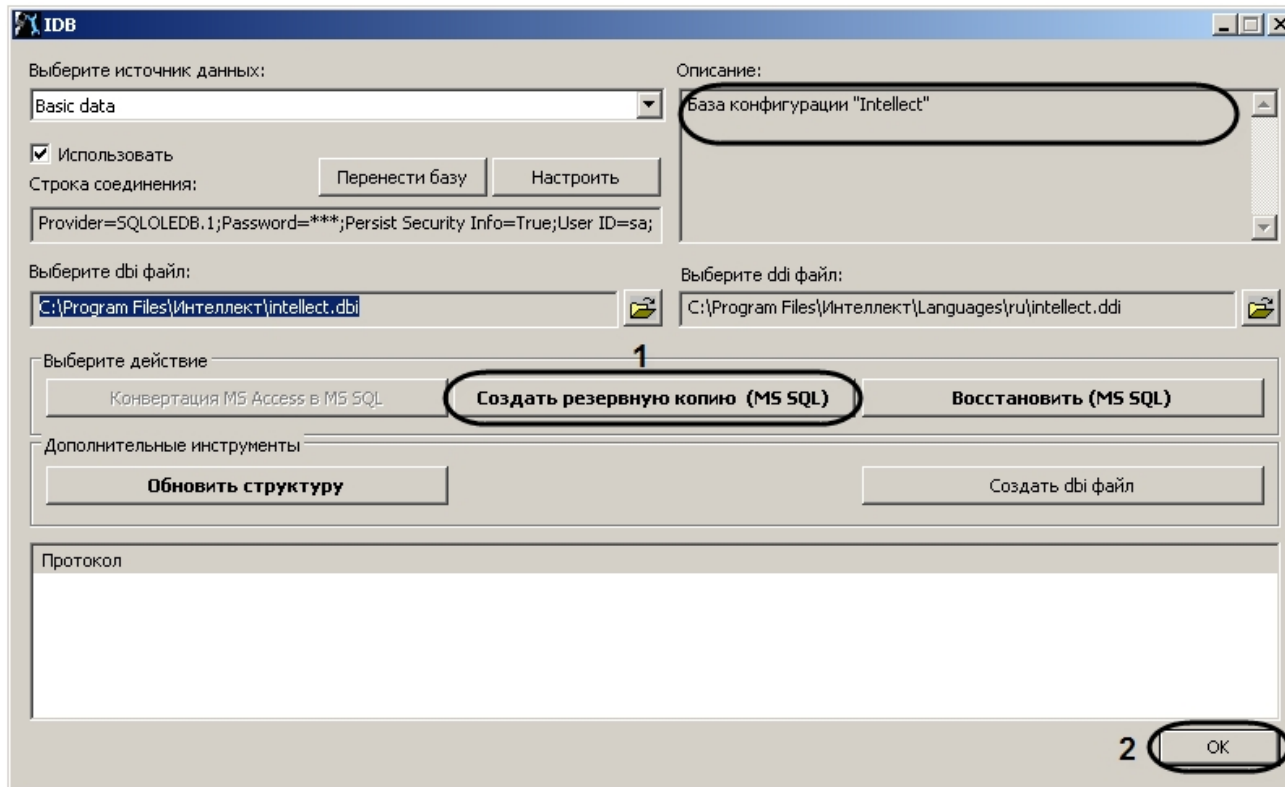 IDB
Выберите источник данных:
Описание:
Basic data
База конфигурации "Intellect"
Использовать
Строка соединения:
Перенести базу
Настроить
Provider=SQLOLEDB.1;Password=***;Persist Security Info=True;User ID=sa;
Выберите dbi файл:
Выберите ddi файл:
C:\Program Files\Интеллект\intellect.dbi
C:\Program Files\Интеллект\Languages\ru\intellect.ddi
1
Выберите действие
Конвертация MS Access в MS SQL
Создать резервную копию (MS SQL)
Восстановить (MS SQL)
Дополнительные инструменты
Обновить структуру
Создать dbi файл
Протокол
2
OK